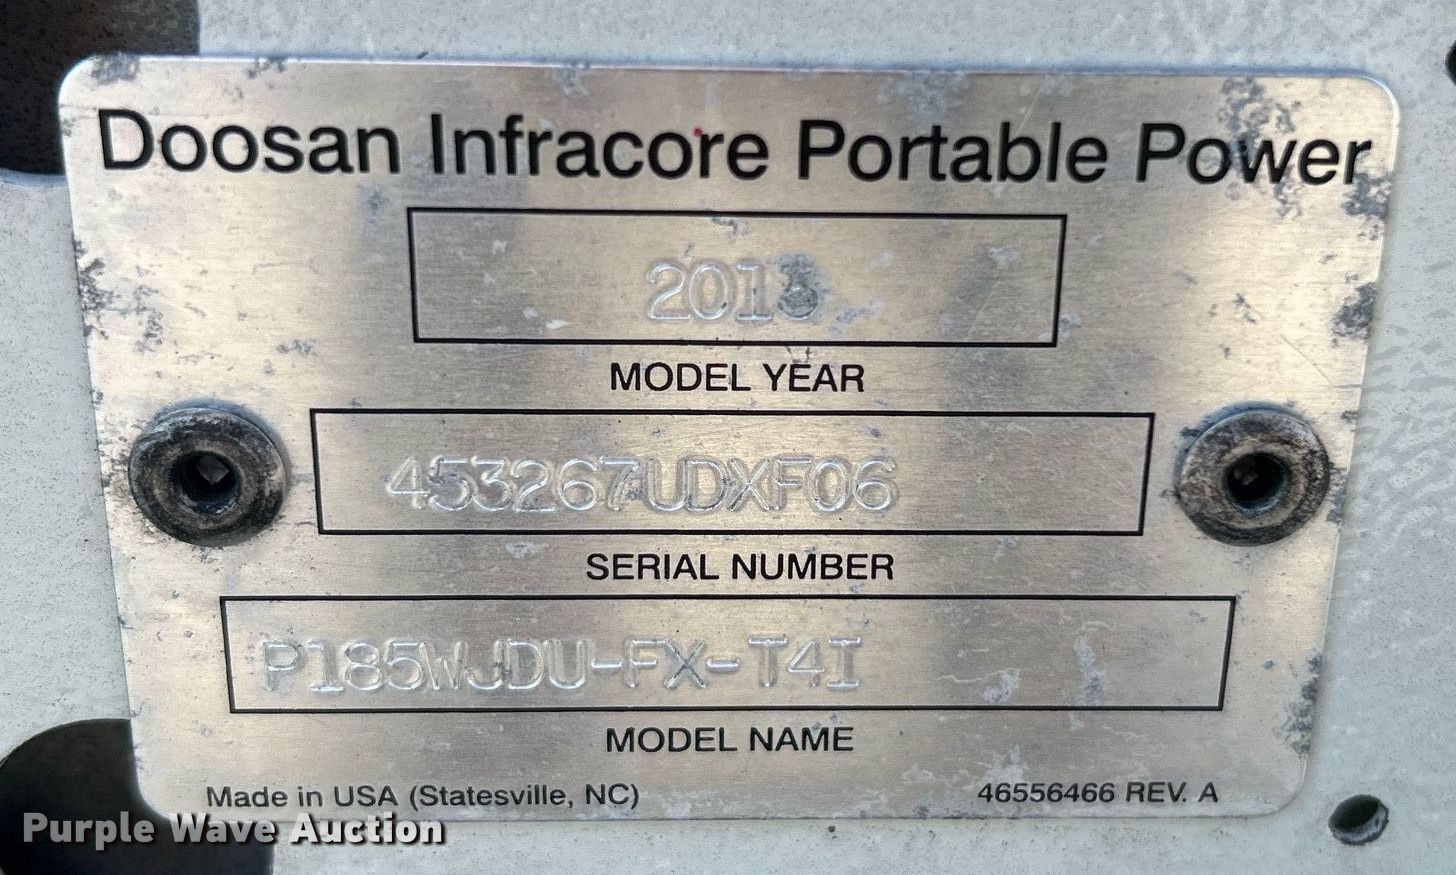 Doosan Infracore Portable Power
2013
MODEL YEAR
453267UDXF06
SERIAL NUMBER
P185WJDU-FX-T4I
MODEL NAME
Made in USA (Statesville, NC)
46556466 REV. A
Purple Wave Auction